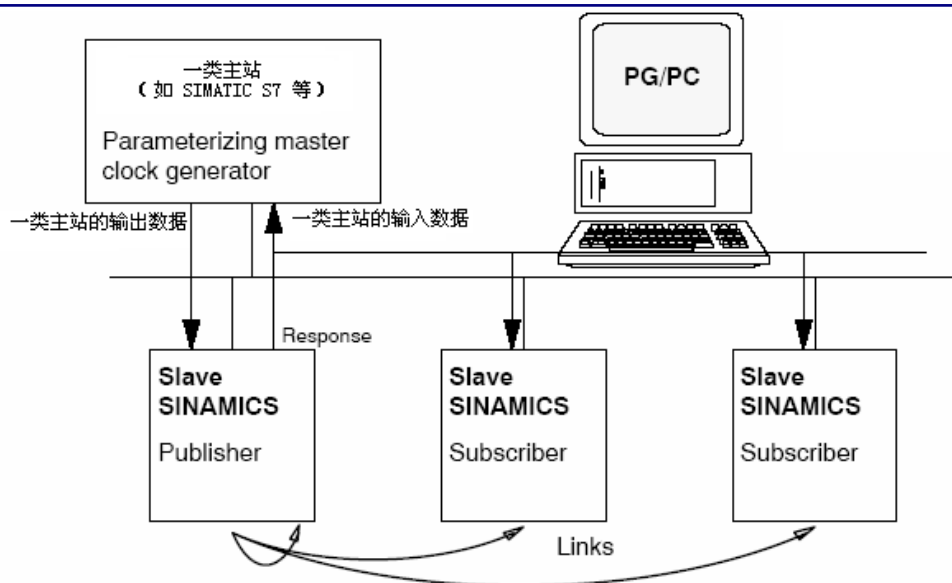 一类主站
( 如 SIMATIC S7 等 )
Parameterizing master
clock generator
PG/PC
一类主站的输出数据
一类主站的输入数据
Response
Slave
SINAMICS
Publisher
Slave
SINAMICS
Subscriber
Slave
SINAMICS
Subscriber
Links